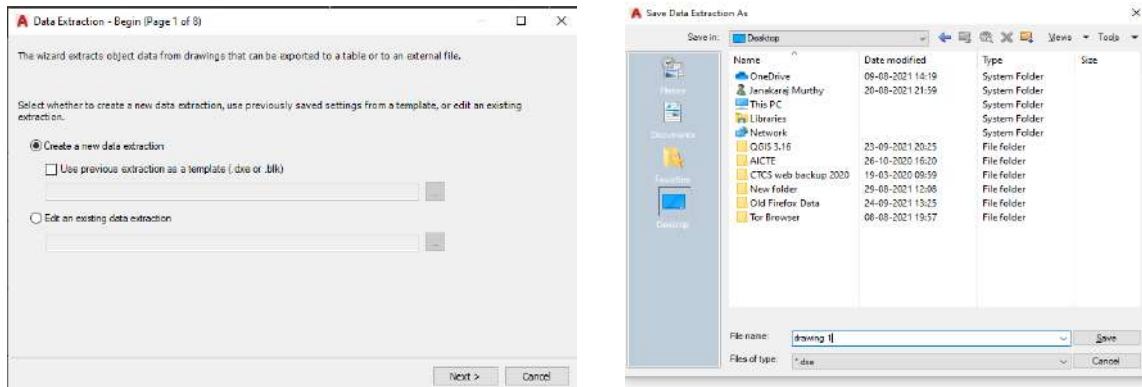 Data Extraction - Begin (Page 1 of 8)
The wizard extracts object data from drawings that can be exported to a table or to an external file.
Select whether to create a new data extraction, use previously saved settings from a template, or edit an existing
extraction.
Create a new data extraction
Use previous extraction as a template (.dxe or .blk)
...
Edit an existing data extraction
...
Next >
Cancel
Save Data Extraction As
Save in:
Desktop
Views
Tools
Name
Date modified
Type
Size
OneDrive 09-08-2021 14:19 System Folder
Janakaraj Murthy 20-08-2021 21:59 System Folder
This PC System Folder
Libraries System Folder
Network System Folder
QGIS 3.16 23-09-2021 20:25 File folder
AICTE 26-10-2020 16:20 File folder
CTCS web backup 2020 19-03-2020 09:59 File folder
New folder 29-08-2021 12:08 File folder
Old Firefox Data 24-09-2021 13:25 File folder
Tor Browser 08-08-2021 19:57 File folder
History
Documents
Favorites
Desktop
File name:
drawing 1
Save
Files of type:
*.dxe
Cancel